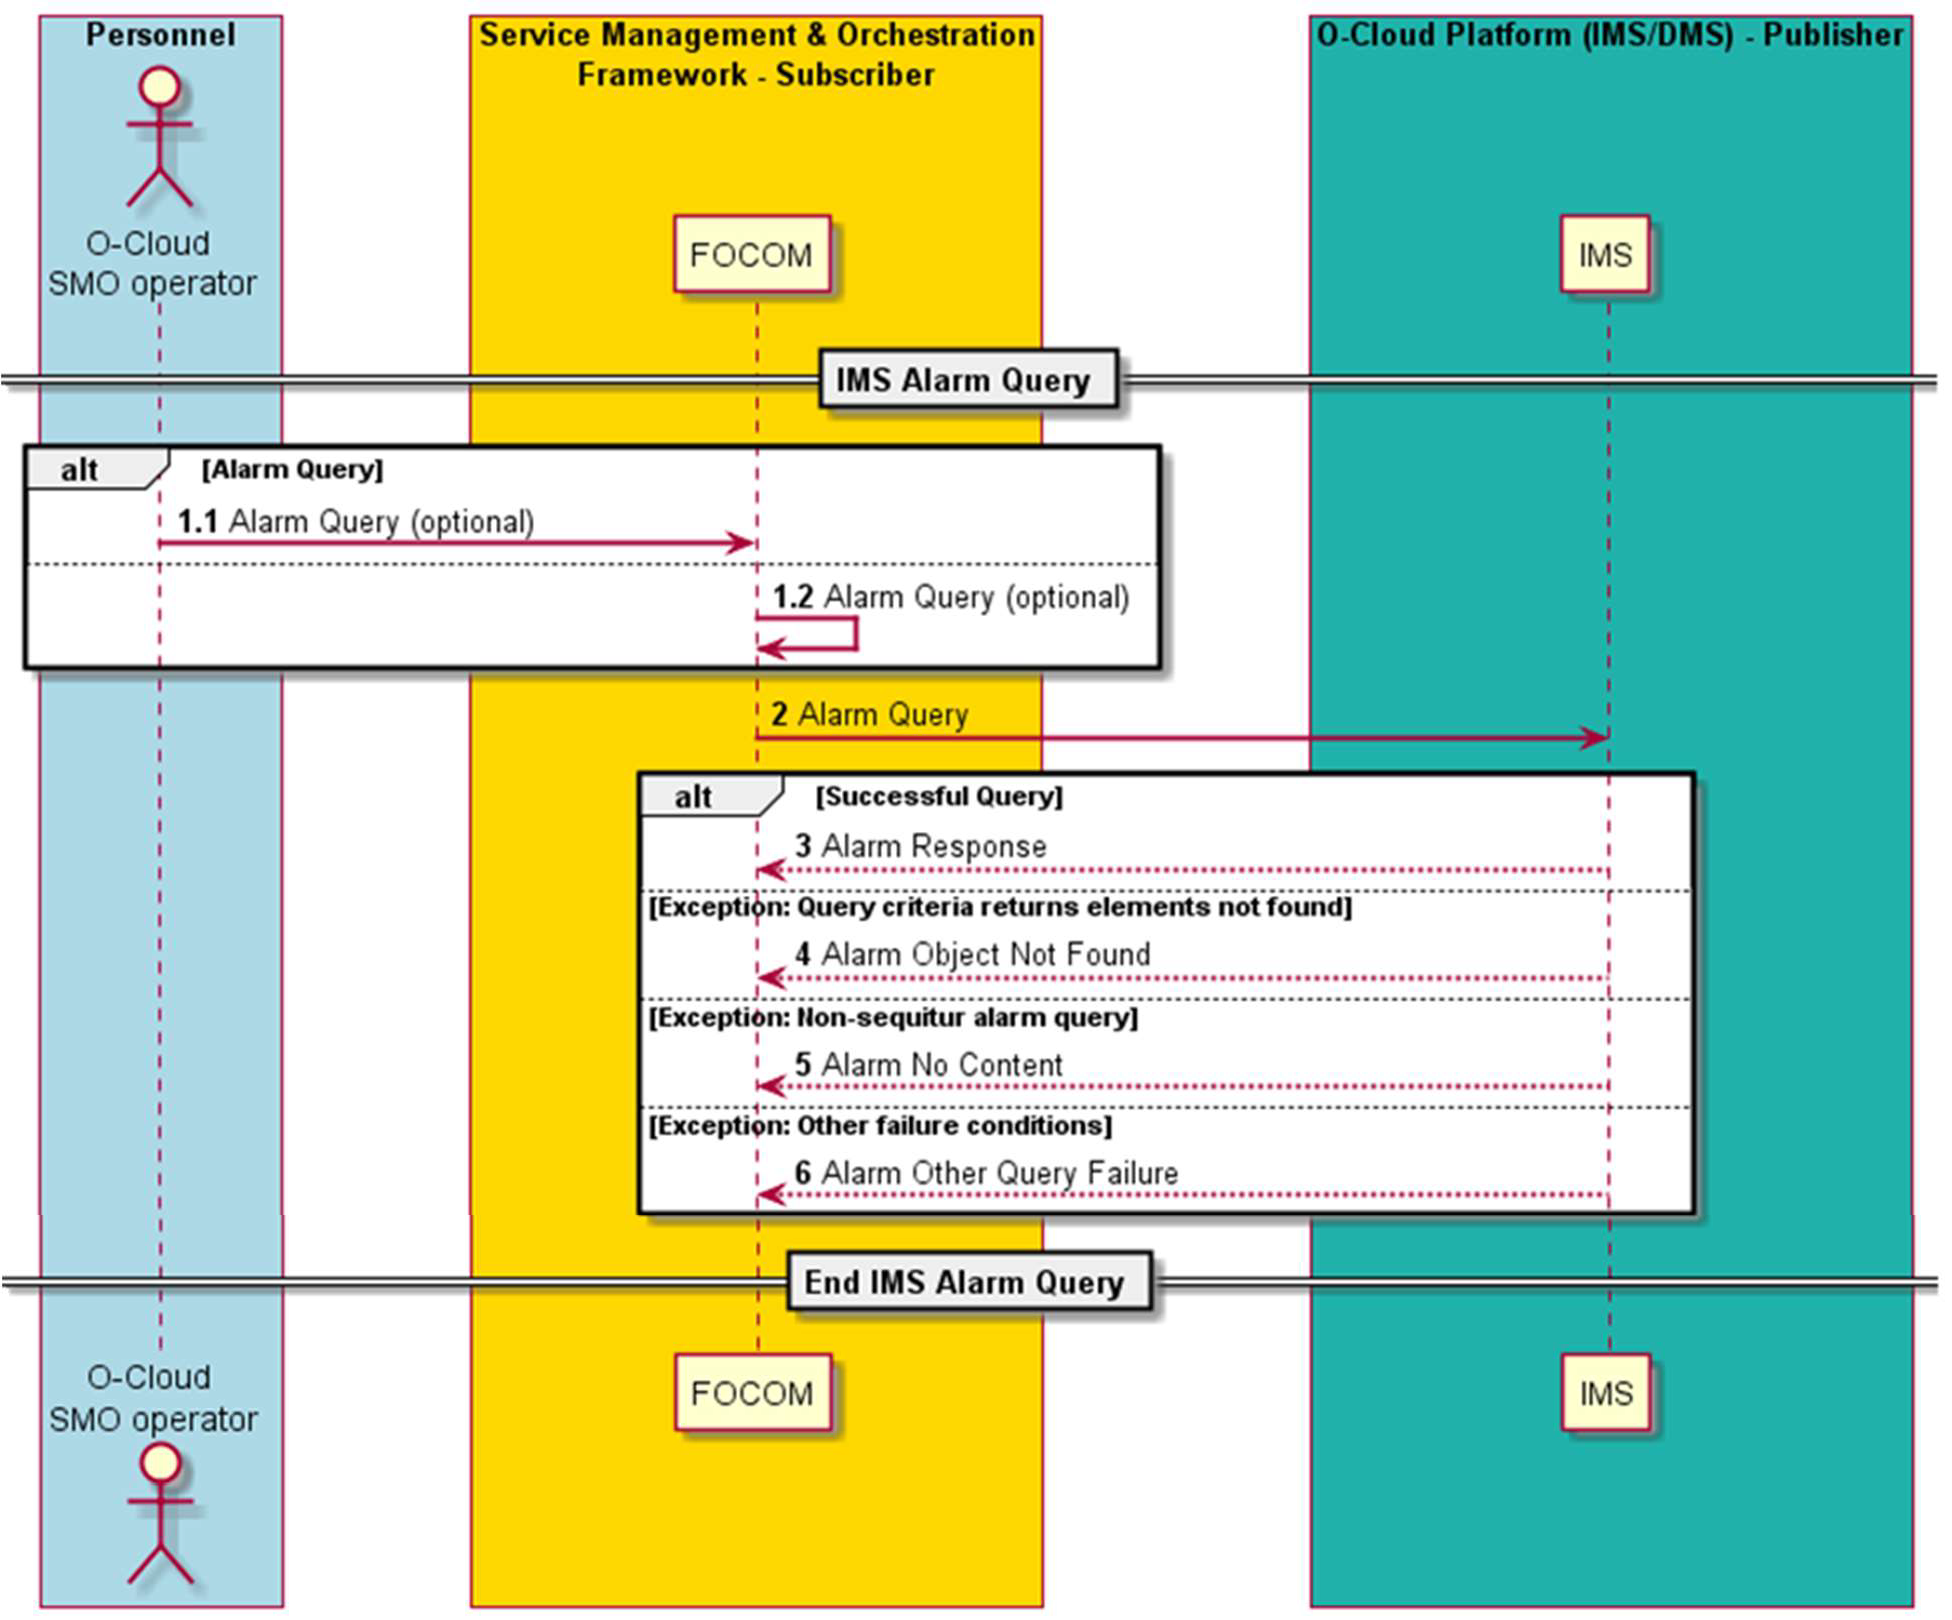 Personnel
Service Management & Orchestration
Framework - Subscriber
O-Cloud Platform (IMS/DMS) - Publisher
O-Cloud
SMO operator
FOCOM
IMS
IMS Alarm Query
alt
[Alarm Query]
1.1 Alarm Query (optional)
1.2 Alarm Query (optional)
2 Alarm Query
alt
[Successful Query]
3 Alarm Response
[Exception: Query criteria returns elements not found]
4 Alarm Object Not Found
[Exception: Non-sequitur alarm query]
5 Alarm No Content
[Exception: Other failure conditions]
6 Alarm Other Query Failure
End IMS Alarm Query
O-Cloud
SMO operator
FOCOM
IMS